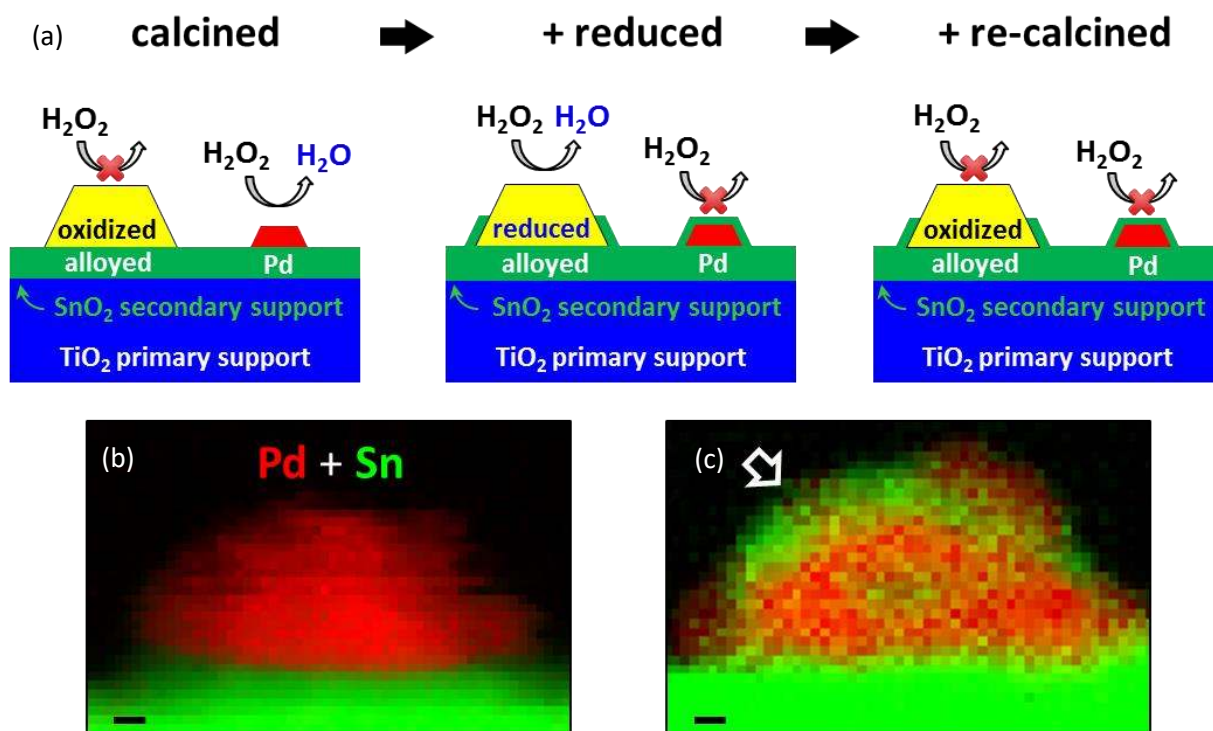 (a) calcined + reduced + re-calcined
H₂O₂ H₂O₂ H₂O H₂O₂ H₂O H₂O₂ H₂O₂ H₂O₂
oxidized reduced oxidized
alloyed Pd alloyed Pd alloyed Pd
SnO₂ secondary support SnO₂ secondary support SnO₂ secondary support
TiO₂ primary support TiO₂ primary support TiO₂ primary support
(b) Pd + Sn (c)